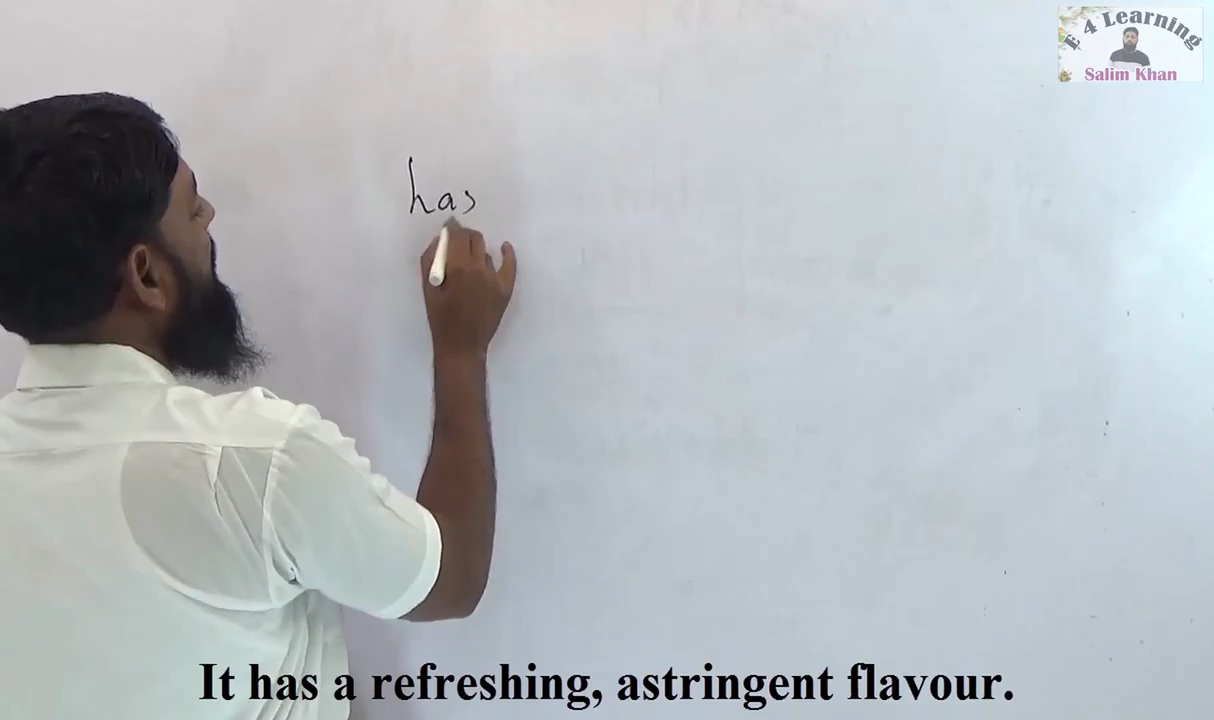 E 4 Learning
Salim Khan
has
It has a refreshing, astringent flavour.